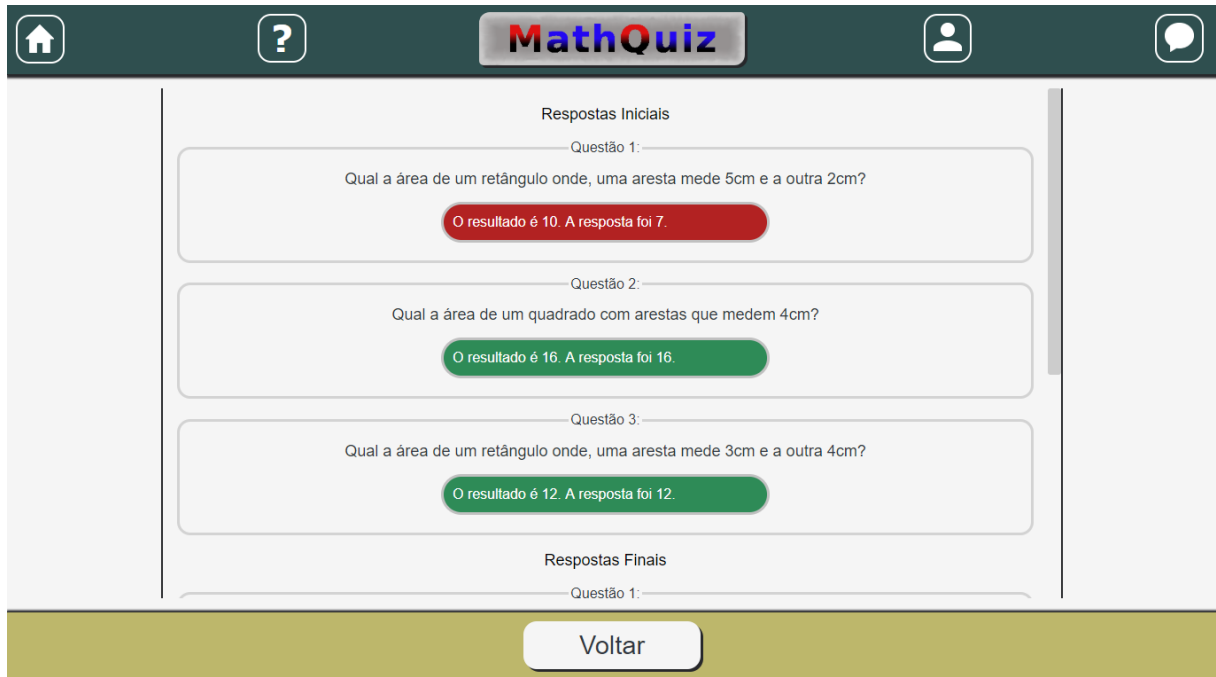 ?
MathQuiz
Respostas Iniciais
Questão 1:
Qual a área de um retângulo onde, uma aresta mede 5cm e a outra 2cm?
O resultado é 10. A resposta foi 7.
Questão 2:
Qual a área de um quadrado com arestas que medem 4cm?
O resultado é 16. A resposta foi 16.
Questão 3:
Qual a área de um retângulo onde, uma aresta mede 3cm e a outra 4cm?
O resultado é 12. A resposta foi 12.
Respostas Finais
Questão 1:
Voltar